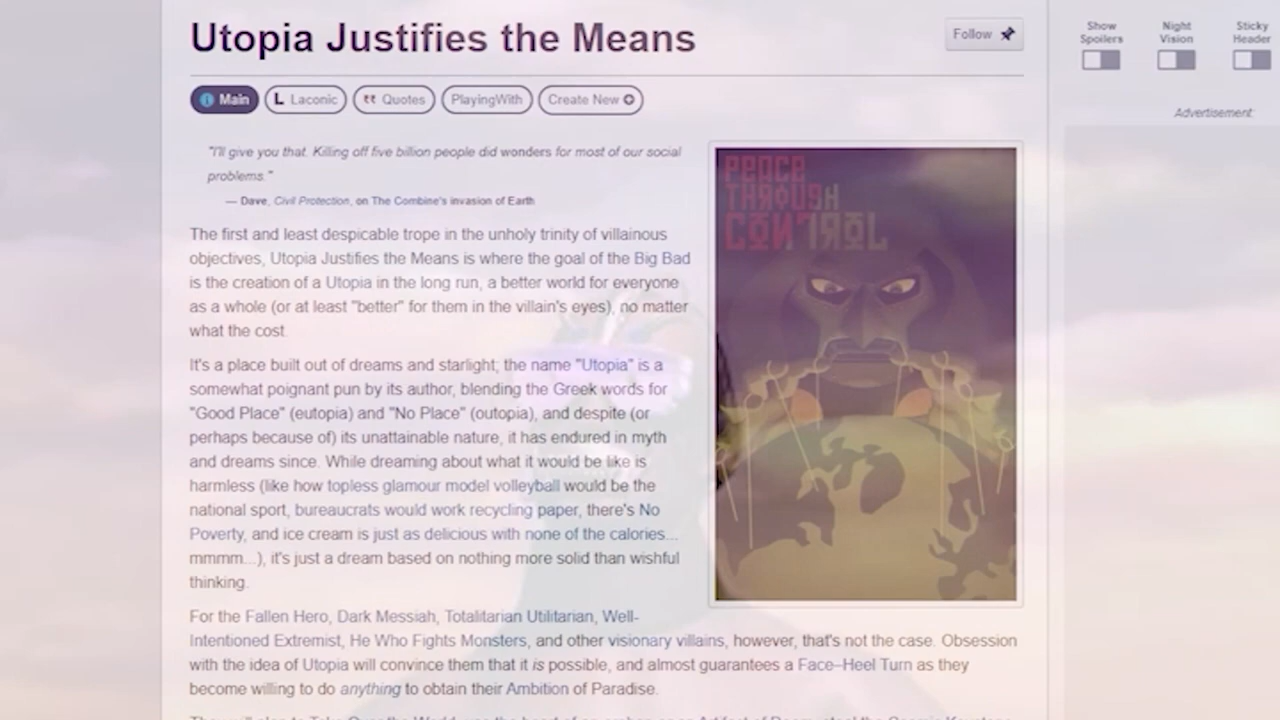 Utopia Justifies the Means
Follow
Show Spoilers
Night Vision
Sticky Header
Main
Laconic
Quotes
PlayingWith
Create New
Advertisement:
"I'll give you that. Killing off five billion people did wonders for most of our social
problems."
— Dave, Civil Protection, on The Combine's invasion of Earth
PEACE
THROUGH
CONTROL
The first and least despicable trope in the unholy trinity of villainous
objectives, Utopia Justifies the Means is where the goal of the Big Bad
is the creation of a Utopia in the long run, a better world for everyone
as a whole (or at least "better" for them in the villain's eyes), no matter
what the cost.
It's a place built out of dreams and starlight; the name "Utopia" is a
somewhat poignant pun by its author, blending the Greek words for
"Good Place" (eutopia) and "No Place" (outopia), and despite (or
perhaps because of) its unattainable nature, it has endured in myth
and dreams since. While dreaming about what it would be like is
harmless (like how topless glamour model volleyball would be the
national sport, bureaucrats would work recycling paper, there's No
Poverty, and ice cream is just as delicious with none of the calories...
mmmm...), it's just a dream based on nothing more solid than wishful
thinking.
For the Fallen Hero, Dark Messiah, Totalitarian Utilitarian, Well-
Intentioned Extremist, He Who Fights Monsters, and other visionary villains, however, that's not the case. Obsession
with the idea of Utopia will convince them that it is possible, and almost guarantees a Face–Heel Turn as they
become willing to do anything to obtain their Ambition of Paradise.